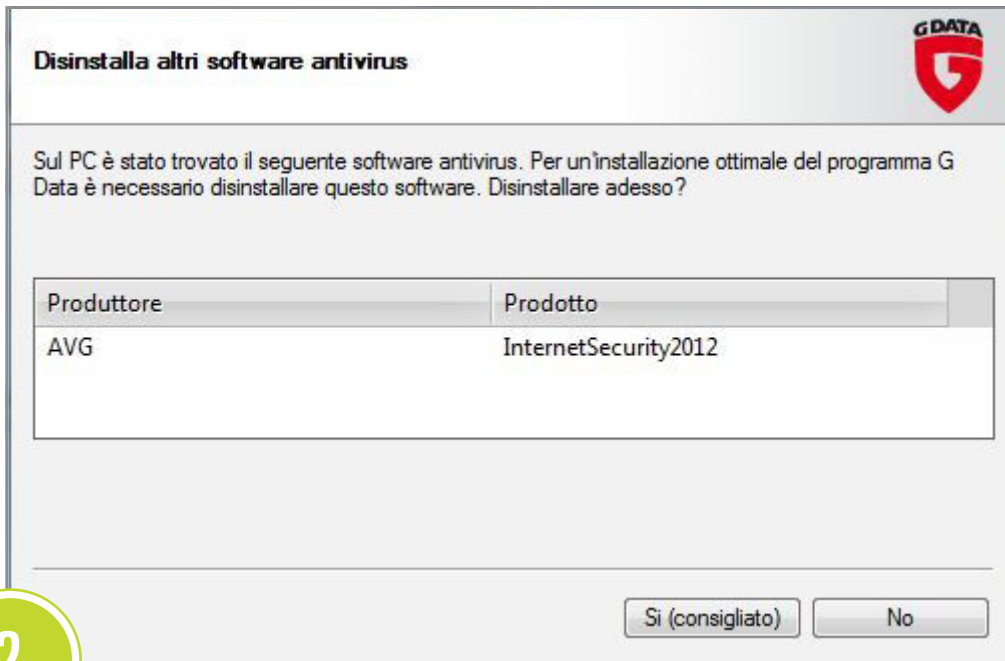 GDATA
Disinstalla altri software antivirus
Sul PC è stato trovato il seguente software antivirus. Per un'installazione ottimale del programma G
Data è necessario disinstallare questo software. Disinstallare adesso?
Produttore Prodotto
AVG InternetSecurity2012
Si (consigliato) No
2